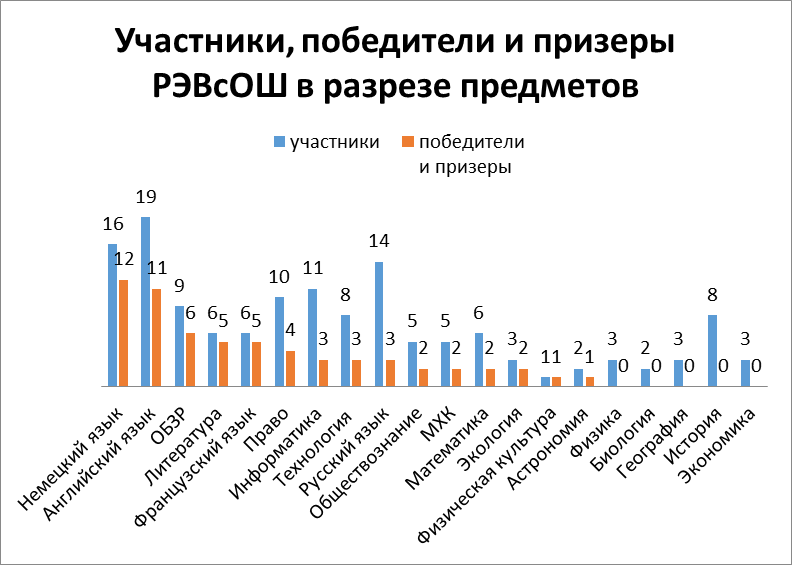 Участники, победители и призеры
РЭВсОШ в разрезе предметов
участники
победители
и призеры
16
12
19
11
9
6
6
5
6
5
10
4
11
3
8
3
14
3
5
2
5
2
6
2
3
2
1
1
2
1
3
0
2
0
3
0
8
0
3
0
Немецкий язык
Английский язык
ОБЗР
Литература
Французский язык
Право
Информатика
Технология
Русский язык
Обществознание
МХК
Математика
Экология
Физическая культура
Астрономия
Физика
Биология
География
История
Экономика